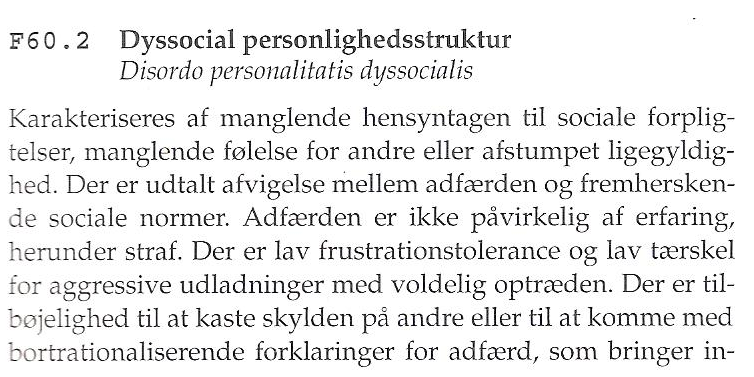 F60.2 Dyssocial personlighedsstruktur
Disordo personalitatis dyssocialis
Karakteriseres af manglende hensyntagen til sociale forplig-
telser, manglende følelse for andre eller afstumpet ligegyldig-
hed. Der er udtalt afvigelse mellem adfærden og fremhersken-
de sociale normer. Adfærden er ikke påvirkelig af erfaring,
herunder straf. Der er lav frustrationstolerance og lav tærskel
for aggressive udladninger med voldelig optræden. Der er til-
bøjelighed til at kaste skylden på andre eller til at komme med
bortrationaliserende forklaringer for adfærd, som bringer in-